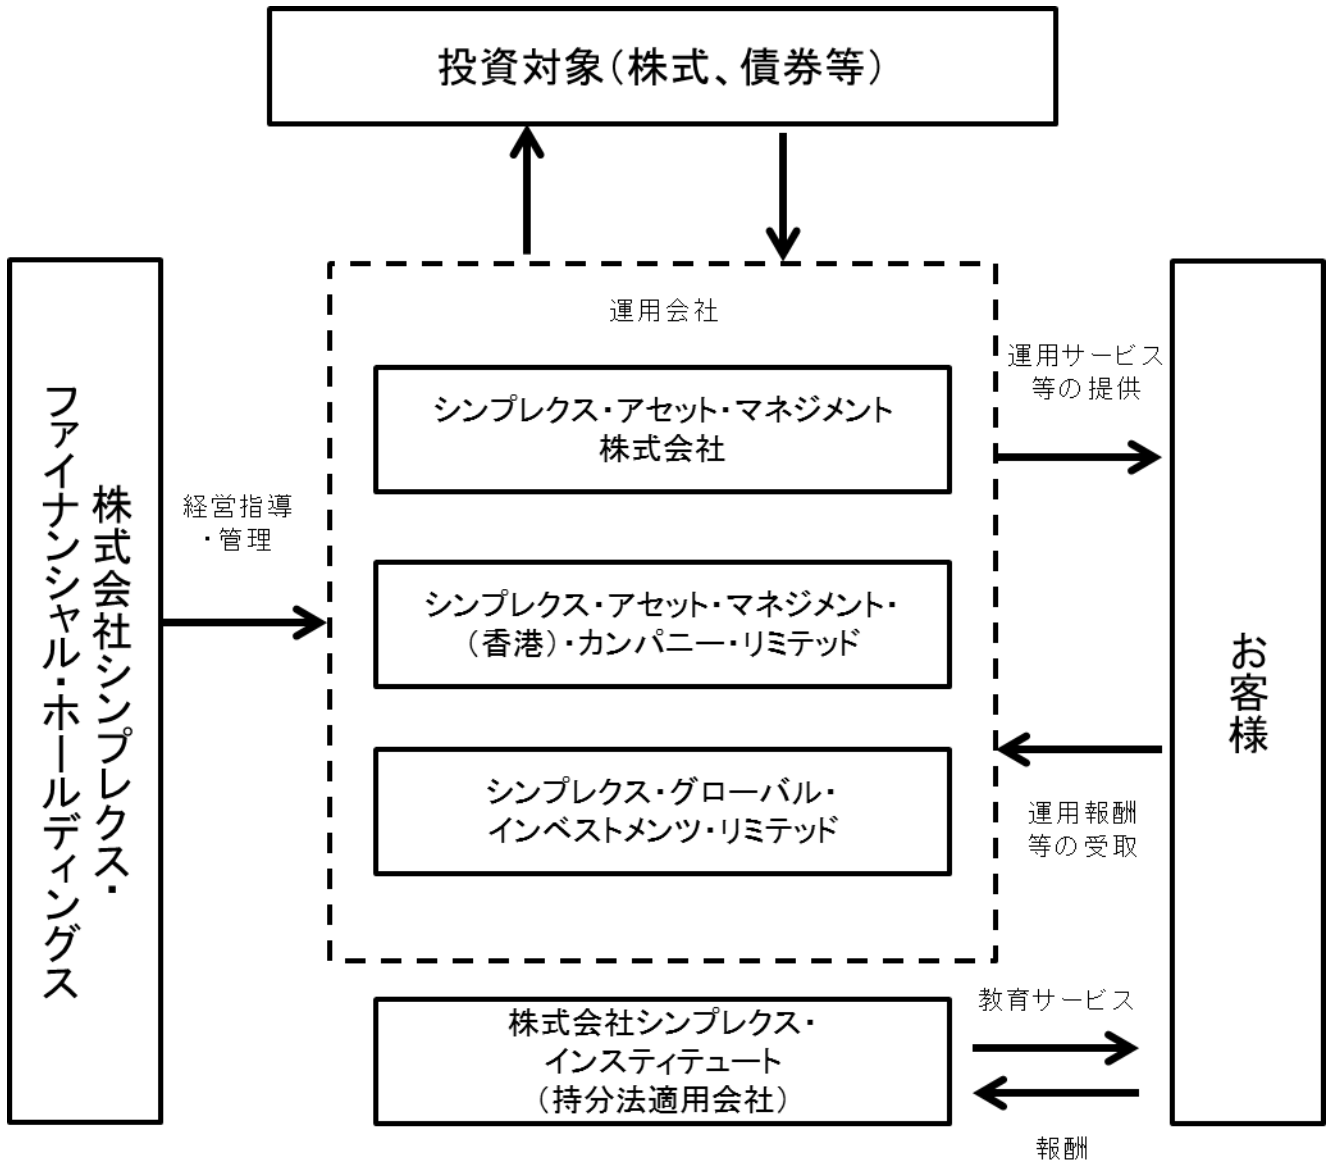 投資対象(株式、債券等)
株式会社シンプレクス・
ファイナンシャル・ホールディングス
経営指導
・管理
運用会社
シンプレクス・アセット・マネジメント
株式会社
シンプレクス・アセット・マネジメント・
(香港)・カンパニー・リミテッド
シンプレクス・グローバル・
インベストメンツ・リミテッド
運用サービス
等の提供
お客様
運用報酬
等の受取
株式会社シンプレクス・
インスティテュート
(持分法適用会社)
教育サービス
報酬